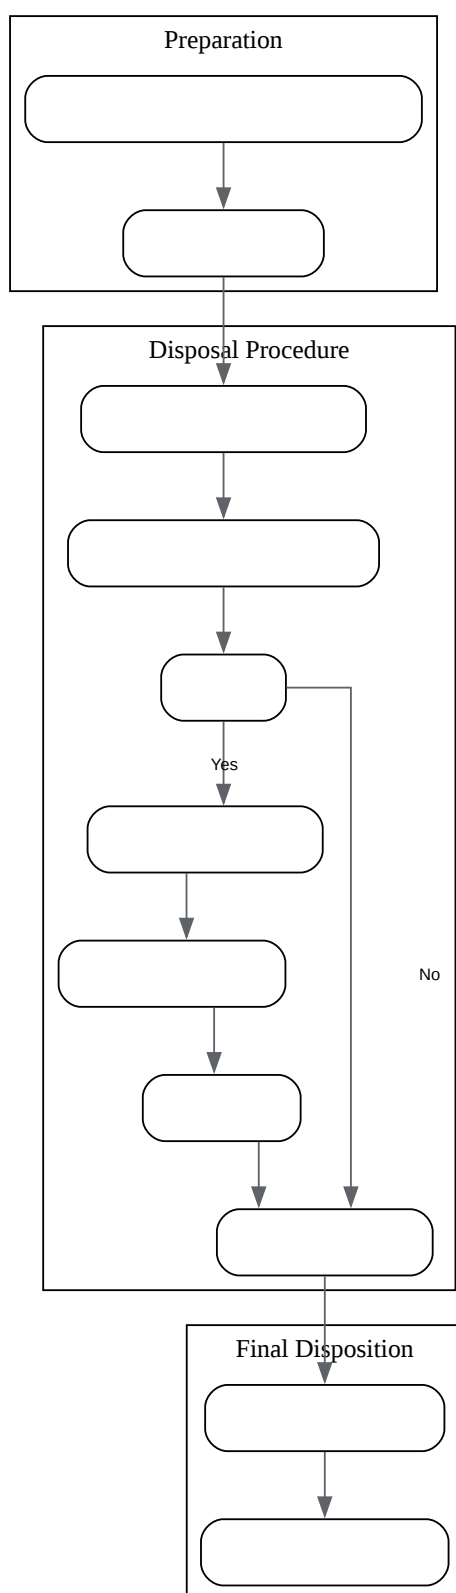 Preparation
Disposal Procedure
Yes
No
Final Disposition